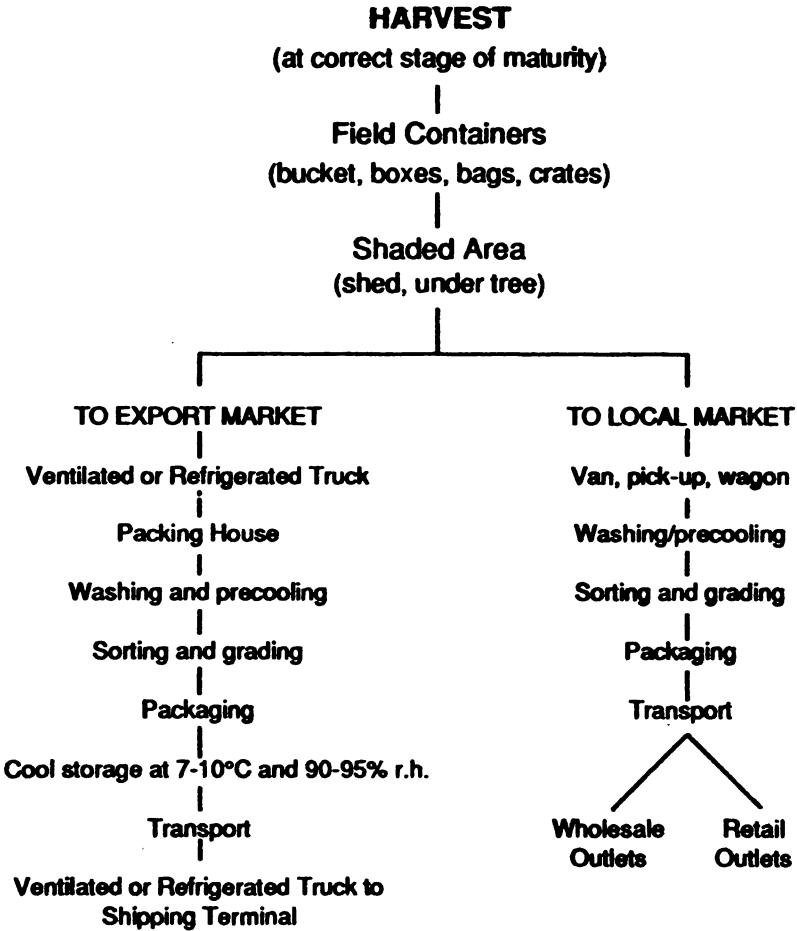 HARVEST
(at correct stage of maturity)
Field Containers
(bucket, boxes, bags, crates)
Shaded Area
(shed, under tree)
TO EXPORT MARKET
Ventilated or Refrigerated Truck
Packing House
Washing and precooling
Sorting and grading
Packaging
Cool storage at 7-10°C and 90-95% r.h.
Transport
Ventilated or Refrigerated Truck to
Shipping Terminal
TO LOCAL MARKET
Van, pick-up, wagon
Washing/precooling
Sorting and grading
Packaging
Transport
Wholesale
Outlets
Retail
Outlets